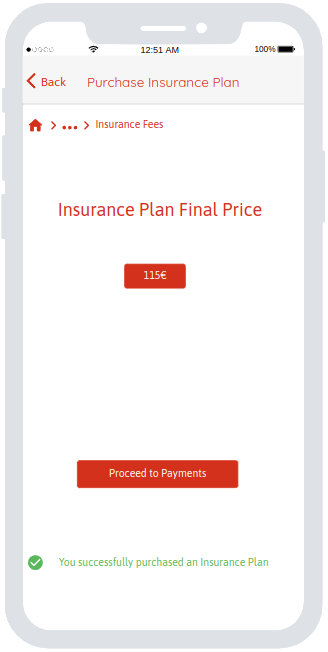 12:51 AM
100%
Back
Purchase Insurance Plan
Insurance Fees
Insurance Plan Final Price
115€
Proceed to Payments
You successfully purchased an Insurance Plan